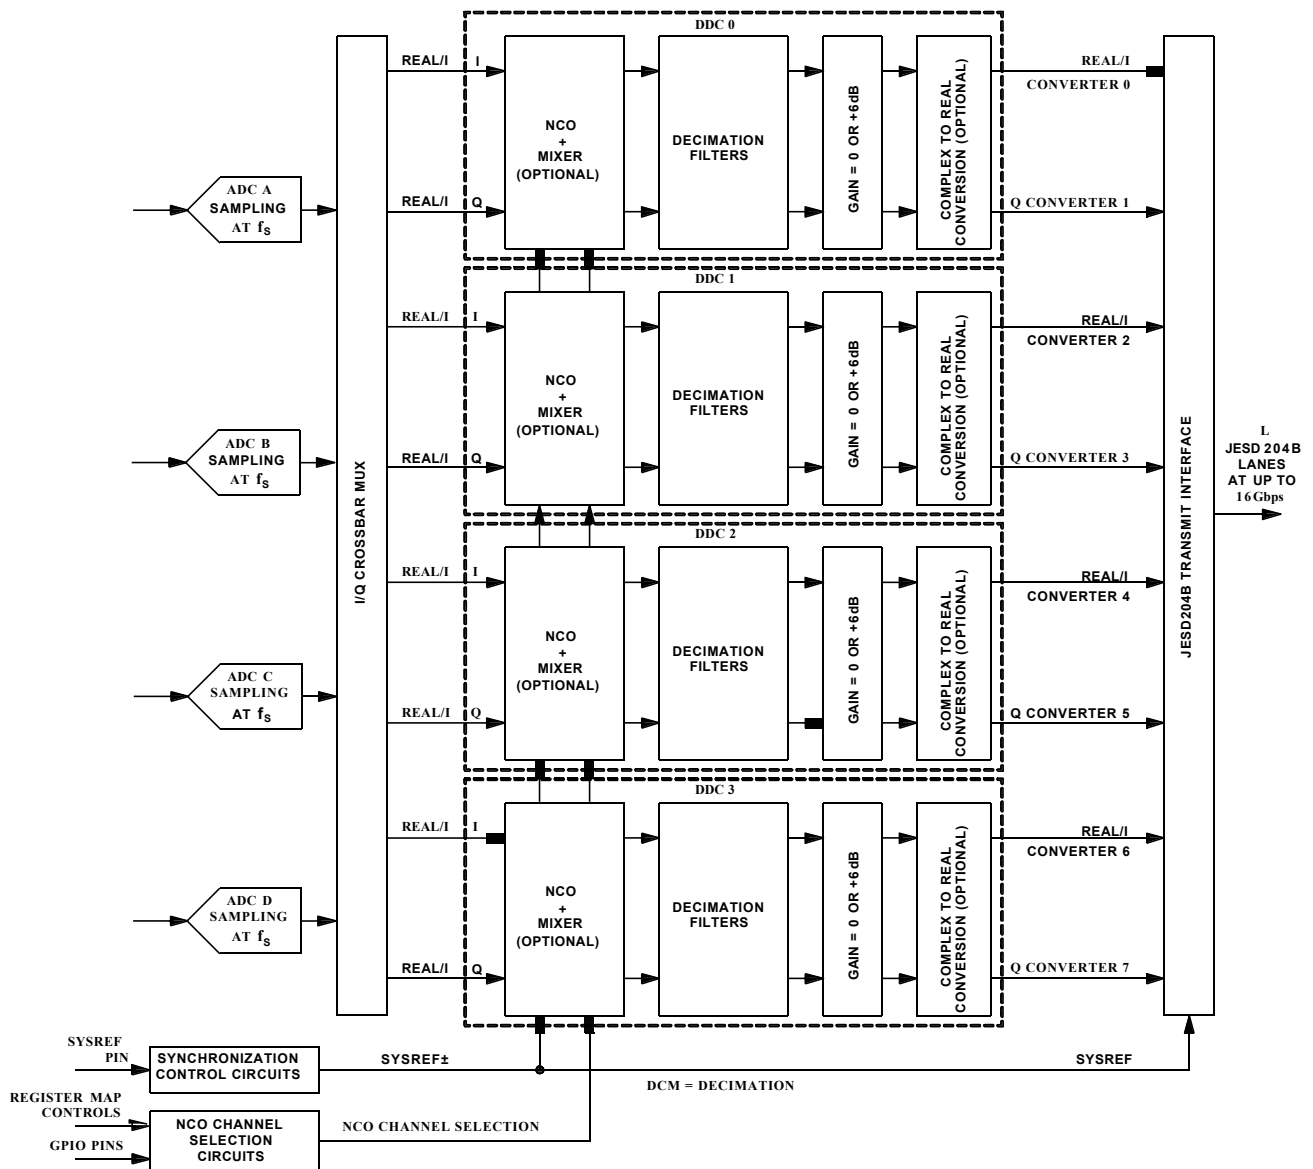 DDC 0
REAL/I I
REAL/I Q
NCO
+
MIXER
(OPTIONAL)
DECIMATION
FILTERS
GAIN = 0 OR +6dB
COMPLEX TO REAL
CONVERSION (OPTIONAL)
REAL/I
CONVERTER 0
Q CONVERTER 1
ADC A
SAMPLING
AT fS
DDC 1
REAL/I I
REAL/I Q
NCO
+
MIXER
(OPTIONAL)
DECIMATION
FILTERS
GAIN = 0 OR +6dB
COMPLEX TO REAL
CONVERSION (OPTIONAL)
REAL/I
CONVERTER 2
Q CONVERTER 3
ADC B
SAMPLING
AT fS
I/Q CROSSBAR MUX
JESD204B TRANSMIT INTERFACE
L
JESD204B
LANES
AT UP TO
16Gbps
DDC 2
REAL/I I
REAL/I Q
NCO
+
MIXER
(OPTIONAL)
DECIMATION
FILTERS
GAIN = 0 OR +6dB
COMPLEX TO REAL
CONVERSION (OPTIONAL)
REAL/I
CONVERTER 4
Q CONVERTER 5
ADC C
SAMPLING
AT fS
DDC 3
REAL/I I
REAL/I Q
NCO
+
MIXER
(OPTIONAL)
DECIMATION
FILTERS
GAIN = 0 OR +6dB
COMPLEX TO REAL
CONVERSION (OPTIONAL)
REAL/I
CONVERTER 6
Q CONVERTER 7
ADC D
SAMPLING
AT fS
SYSREF
PIN
SYNCHRONIZATION
CONTROL CIRCUITS
SYSREF±
SYSREF
DCM = DECIMATION
REGISTER MAP
CONTROLS
GPIO PINS
NCO CHANNEL
SELECTION
CIRCUITS
NCO CHANNEL SELECTION